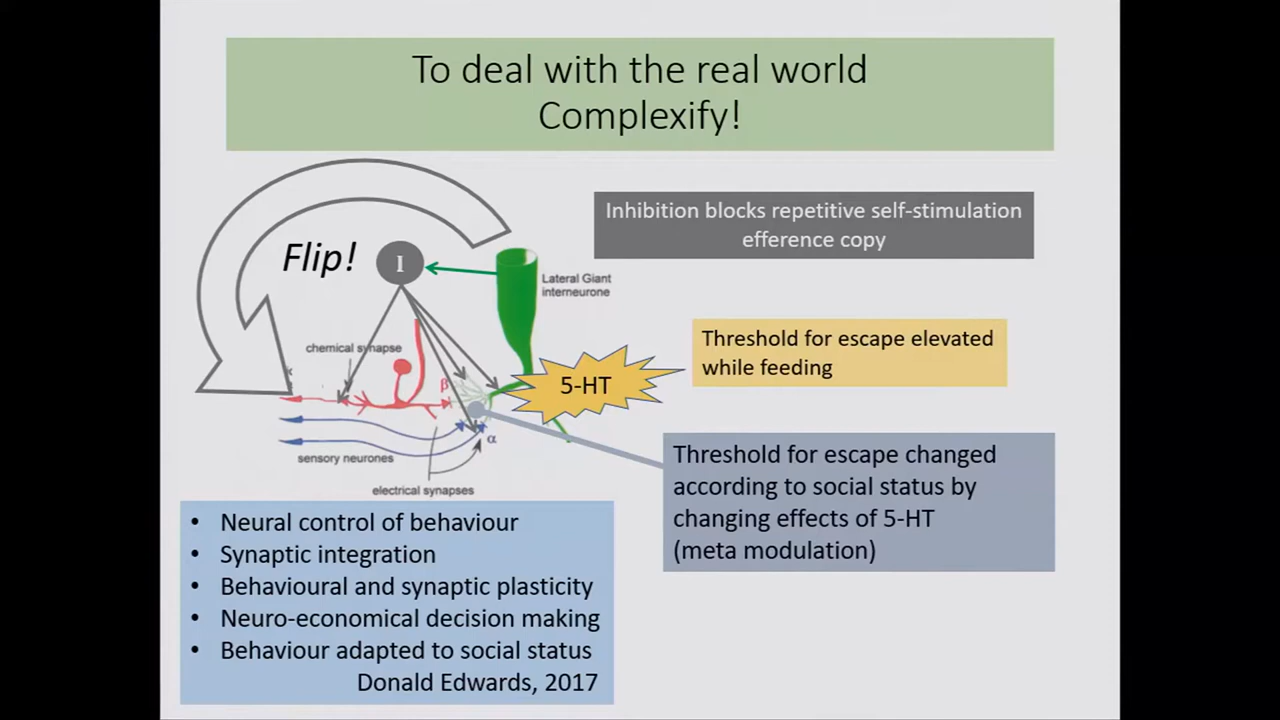 To deal with the real world
Complexify!
Inhibition blocks repetitive self-stimulation
efference copy
Flip!
I
Lateral Giant
interneurone
Threshold for escape elevated
while feeding
chemical synapse
5-HT
β
α
sensory neurones
electrical synapses
Threshold for escape changed
according to social status by
changing effects of 5-HT
(meta modulation)
• Neural control of behaviour
• Synaptic integration
• Behavioural and synaptic plasticity
• Neuro-economical decision making
• Behaviour adapted to social status
Donald Edwards, 2017